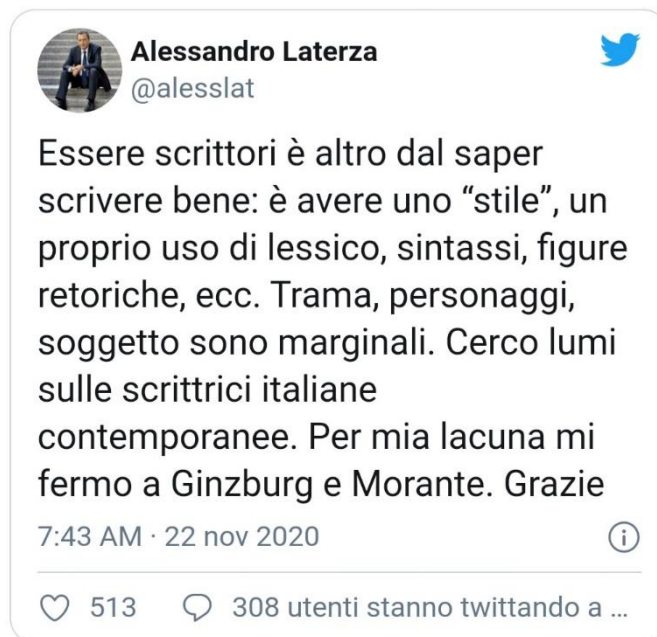 Alessandro Laterza
@alesslat
Essere scrittori è altro dal saper
scrivere bene: è avere uno “stile”, un
proprio uso di lessico, sintassi, figure
retoriche, ecc. Trama, personaggi,
soggetto sono marginali. Cerco lumi
sulle scrittrici italiane
contemporanee. Per mia lacuna mi
fermo a Ginzburg e Morante. Grazie
7:43 AM · 22 nov 2020
513 308 utenti stanno twittando a ...